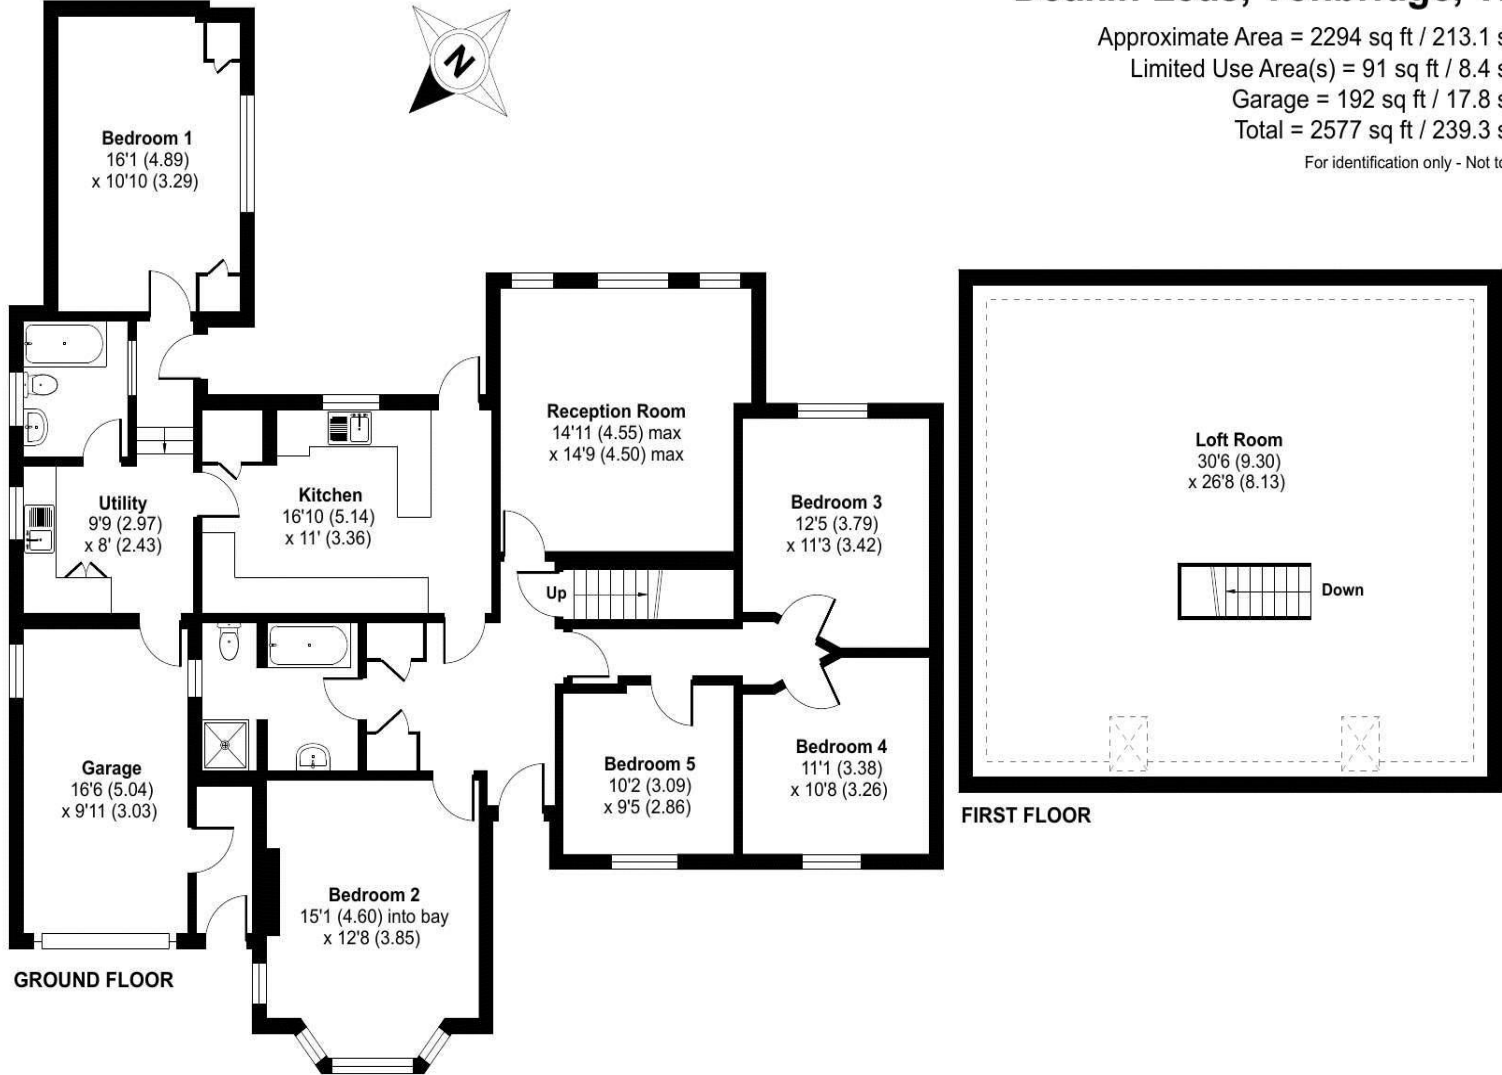 Approximate Area = 2294 sq ft / 213.1 s
Limited Use Area(s) = 91 sq ft / 8.4 s
Garage = 192 sq ft / 17.8 s
Total = 2577 sq ft / 239.3 s
For identification only - Not to
N
Bedroom 1
16'1 (4.89)
x 10'10 (3.29)
Reception Room
14'11 (4.55) max
x 14'9 (4.50) max
Loft Room
30'6 (9.30)
x 26'8 (8.13)
Utility
9'9 (2.97)
x 8' (2.43)
Kitchen
16'10 (5.14)
x 11' (3.36)
Bedroom 3
12'5 (3.79)
x 11'3 (3.42)
Up
Down
Garage
16'6 (5.04)
x 9'11 (3.03)
Bedroom 5
10'2 (3.09)
x 9'5 (2.86)
Bedroom 4
11'1 (3.38)
x 10'8 (3.26)
FIRST FLOOR
Bedroom 2
15'1 (4.60) into bay
x 12'8 (3.85)
GROUND FLOOR